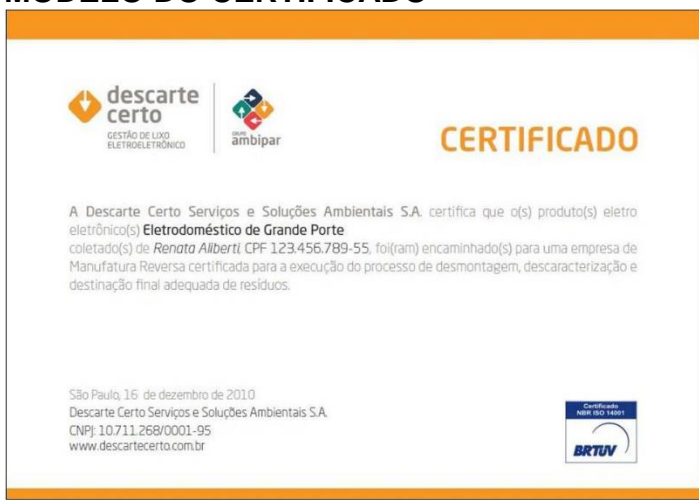 MODELO DO CERTIFICADO
descarte
certo
GESTÃO DE LIXO
ELETROELETRÔNICO
GRUPO
ambipar
CERTIFICADO
A Descarte Certo Serviços e Soluções Ambientais S.A. certifica que o(s) produto(s) eletro
eletrônico(s) Eletrodoméstico de Grande Porte
coletado(s) de Renata Aliberti, CPF 123.456.789-55, foi(ram) encaminhado(s) para uma empresa de
Manufatura Reversa certificada para a execução do processo de desmontagem, descaracterização e
destinação final adequada de resíduos.
São Paulo, 16 de dezembro de 2010
Descarte Certo Serviços e Soluções Ambientais S.A.
CNPJ: 10.711.268/0001-95
www.descartecerto.com.br
Certificado
NBR ISO 14001
BRTUV